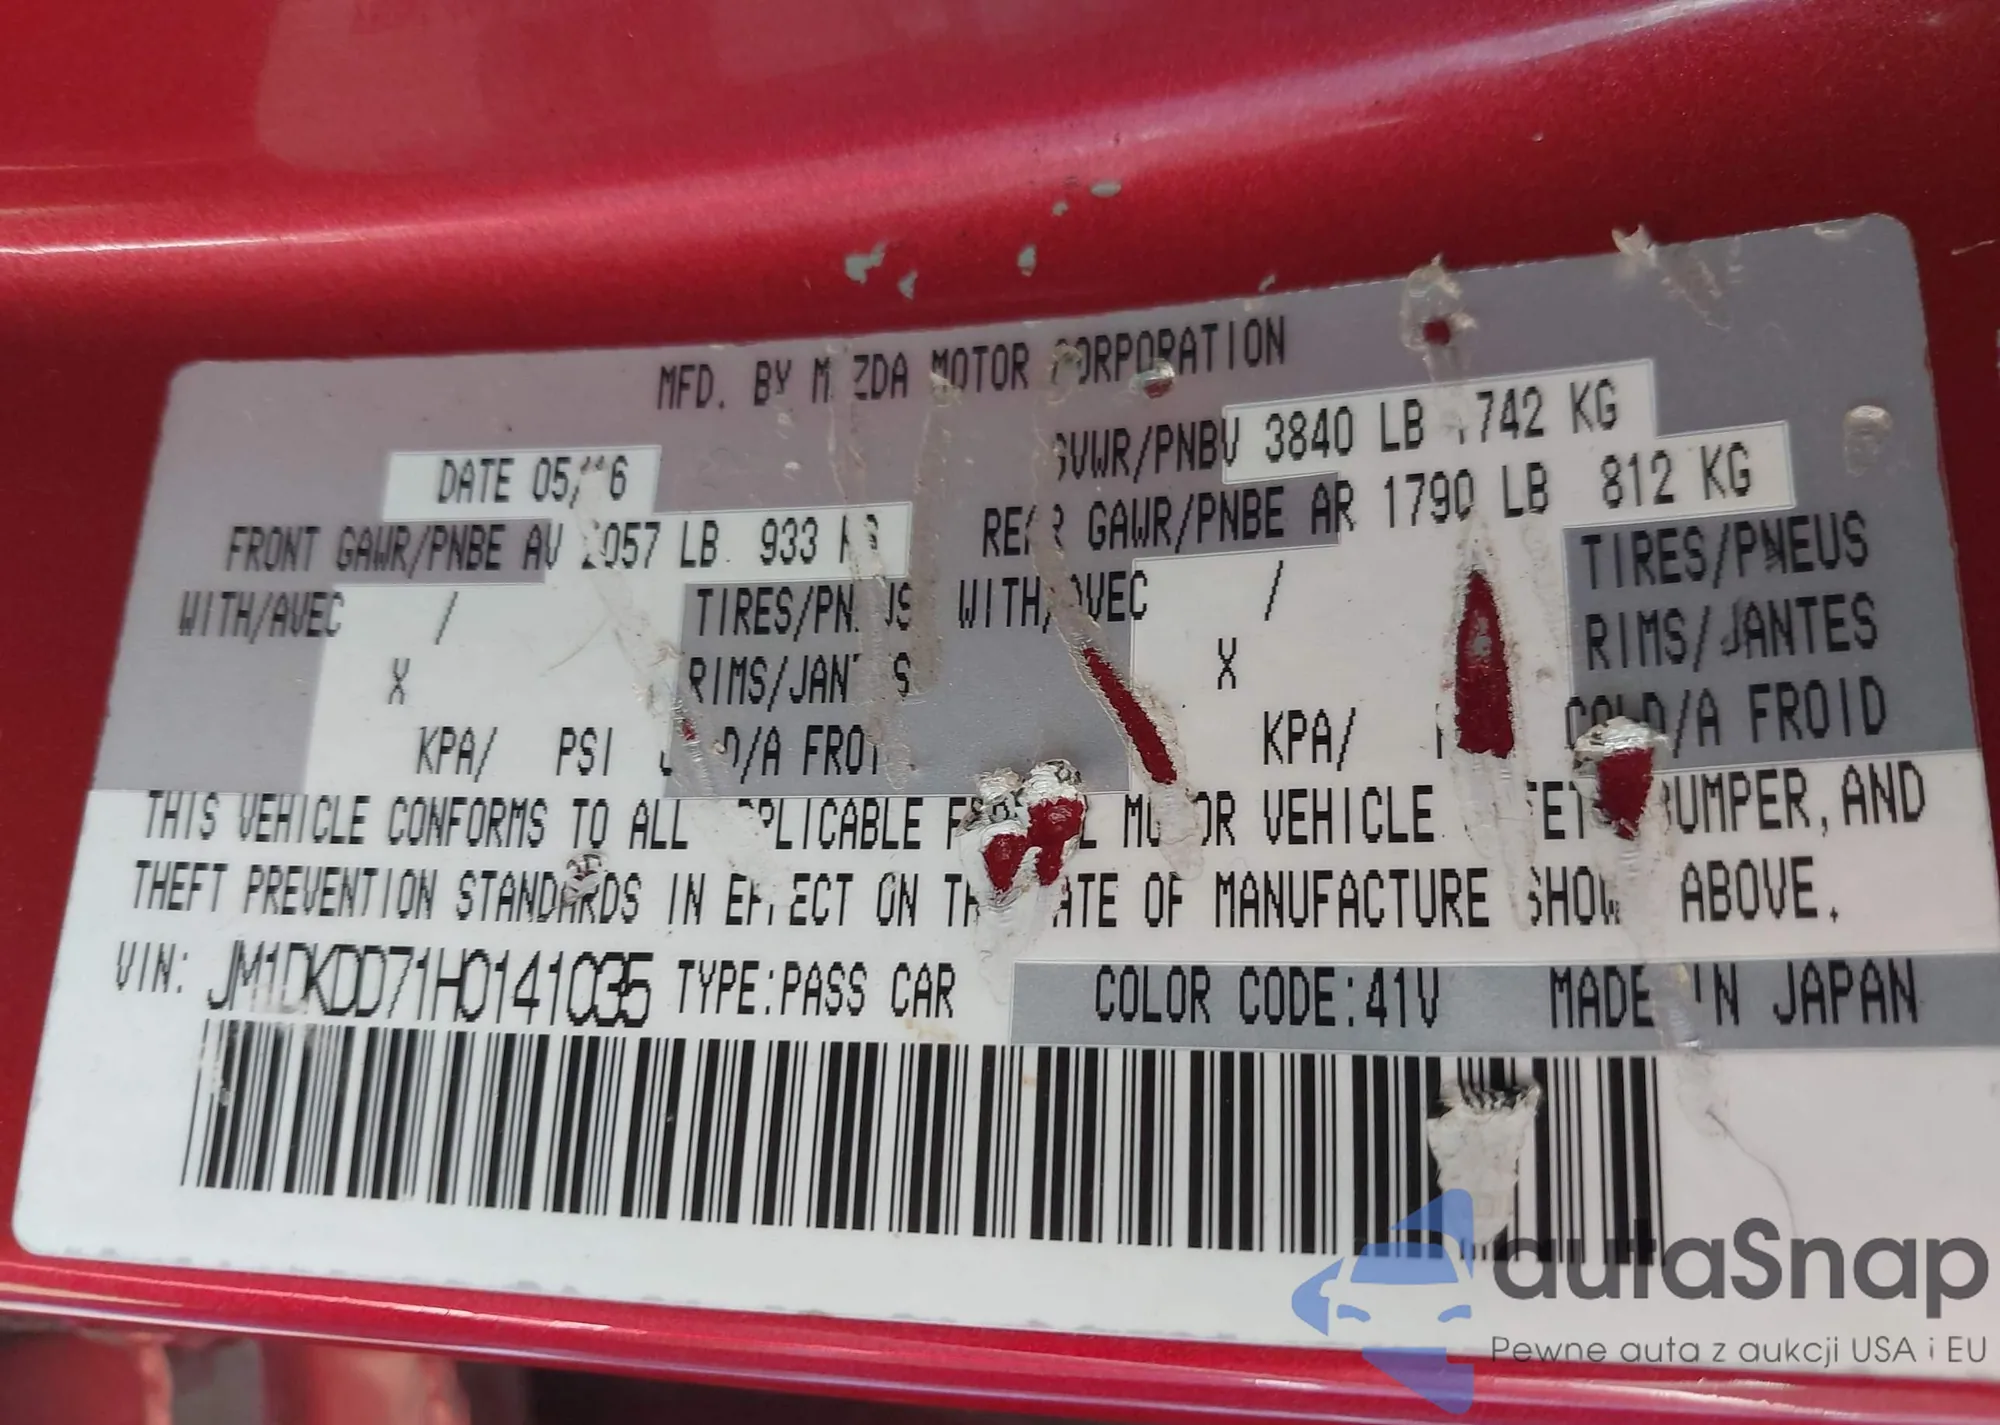 MFD. BY MAZDA MOTOR CORPORATION
GVWR/PNBV 3840 LB 1742 KG
DATE 05/16
FRONT GAWR/PNBE AV 2057 LB 933 KG REAR GAWR/PNBE AR 1790 LB 812 KG
WITH/AVEC / TIRES/PNEUS WITH/AVEC / TIRES/PNEUS
X RIMS/JANTES X RIMS/JANTES
KPA/ PSI COLD/A FROID KPA/ COLD/A FROID
THIS VEHICLE CONFORMS TO ALL APPLICABLE FEDERAL MOTOR VEHICLE SAFETY, BUMPER, AND
THEFT PREVENTION STANDARDS IN EFFECT ON THE DATE OF MANUFACTURE SHOWN ABOVE.
VIN: JM1DKDD71H0141035 TYPE:PASS CAR COLOR CODE:41V MADE IN JAPAN
autaSnap
Pewne auta z aukcji USA i EU